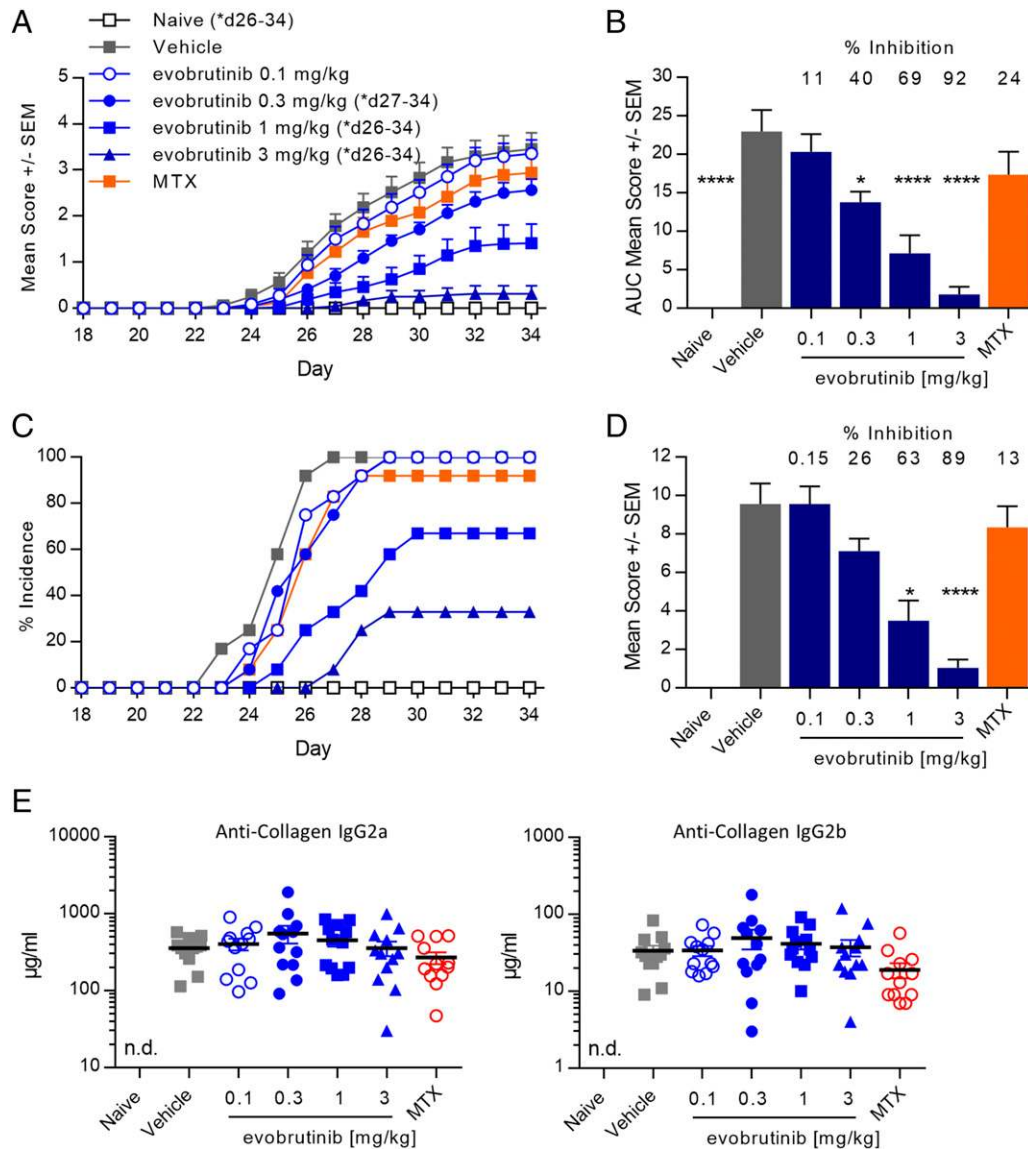 A
Naive (*d26-34)
Vehicle
evobrutinib 0.1 mg/kg
evobrutinib 0.3 mg/kg (*d27-34)
evobrutinib 1 mg/kg (*d26-34)
evobrutinib 3 mg/kg (*d26-34)
MTX
Mean Score +/- SEM
5
4
3
2
1
0
18 20 22 24 26 28 30 32 34
Day
B
% Inhibition
11 40 69 92 24
AUC Mean Score +/- SEM
30
25
20
15
10
5
0
**** * **** ****
Naive Vehicle 0.1 0.3 1 3 MTX
evobrutinib [mg/kg]
C
% Incidence
100
80
60
40
20
0
18 20 22 24 26 28 30 32 34
Day
D
% Inhibition
0.15 26 63 89 13
Mean Score +/- SEM
12
10
8
6
4
2
0
* ****
Naive Vehicle 0.1 0.3 1 3 MTX
evobrutinib [mg/kg]
E
Anti-Collagen IgG2a
µg/ml
10000
1000
100
10
n.d.
Naive Vehicle 0.1 0.3 1 3 MTX
evobrutinib [mg/kg]
Anti-Collagen IgG2b
µg/ml
1000
100
10
1
n.d.
Naive Vehicle 0.1 0.3 1 3 MTX
evobrutinib [mg/kg]